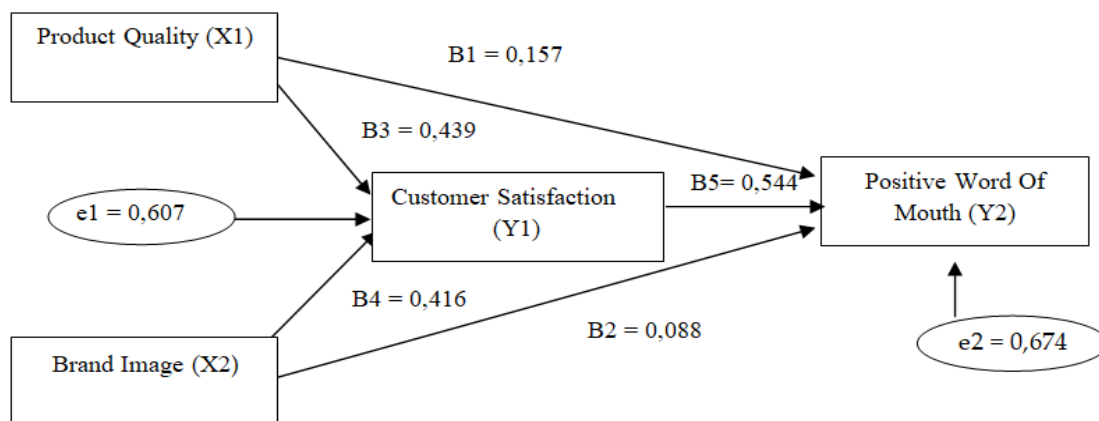 Product Quality (X1)
B1 = 0,157
B3 = 0,439
e1 = 0,607
Customer Satisfaction
(Y1)
B5= 0,544
Positive Word Of
Mouth (Y2)
B4 = 0,416
B2 = 0,088
e2 = 0,674
Brand Image (X2)